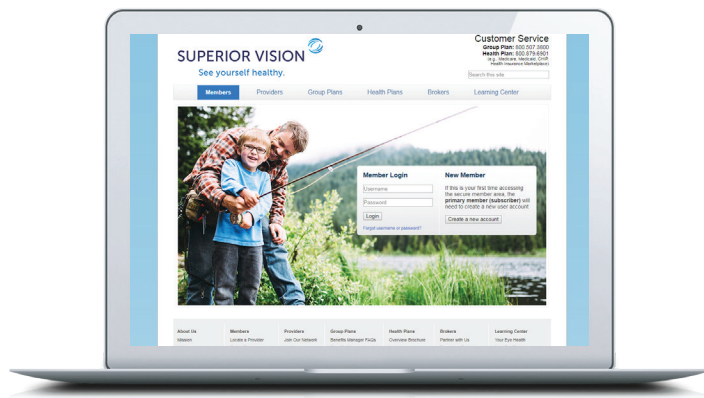 SUPERIOR VISION
See yourself healthy.
Customer Service
Group Plan: 800.507.3800
Health Plan: 800.879-6901
(e.g., Medicare, Medicaid, CHIP,
Health Insurance Marketplace)
Search this site
Members Providers Group Plans Health Plans Brokers Learning Center
Member Login
Username
Password
Login
Forgot username or password?
New Member
If this is your first time accessing
the secure member area, the
primary member (subscriber) will
need to create a new user account
Create a new account
About Us Members Providers Group Plans Health Plans Brokers Learning Center
Mission Locate a Provider Join Our Network Benefits Manager FAQs Overview Brochure Partner with Us Your Eye Health